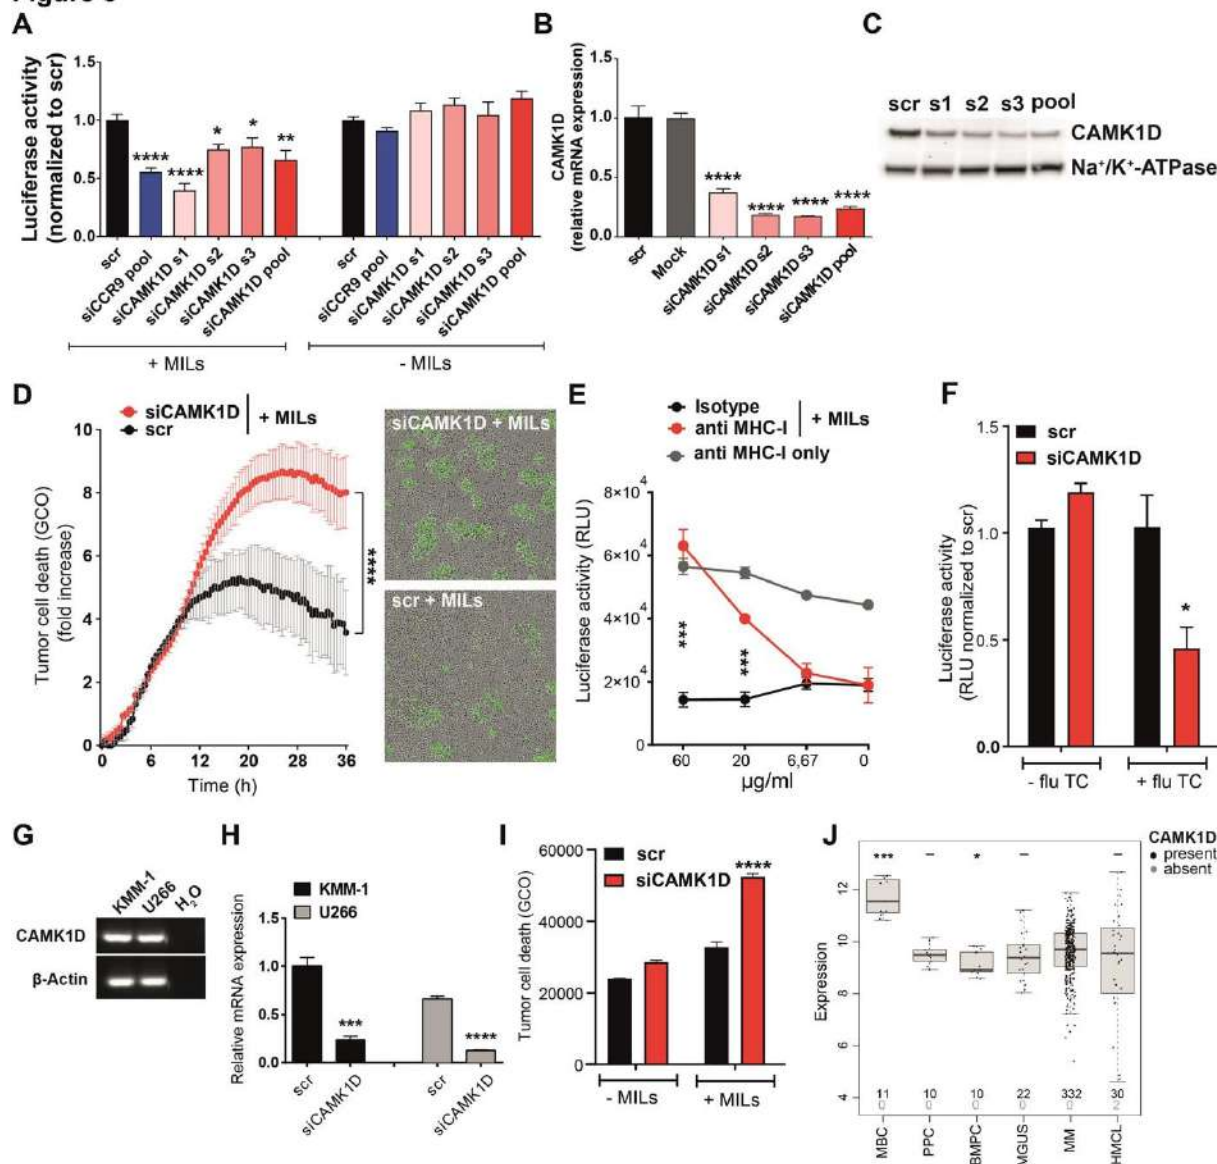 A
Luciferase activity
(normalized to scr)
1.5
1.0
0.5
0.0
****
****
*
*
**
scr
siCCR9 pool
siCAMK1D s1
siCAMK1D s2
siCAMK1D s3
siCAMK1D pool
scr
siCCR9 pool
siCAMK1D s1
siCAMK1D s2
siCAMK1D s3
siCAMK1D pool
+ MILs
- MILs
B
CAMK1D
(relative mRNA expression)
1.5
1.0
0.5
0.0
****
****
****
****
scr
Mock
siCAMK1D s1
siCAMK1D s2
siCAMK1D s3
siCAMK1D pool
C
scr s1 s2 s3 pool
CAMK1D
Na⁺/K⁺-ATPase
D
siCAMK1D
scr
+ MILs
Tumor cell death (GCO)
(fold increase)
10
8
6
4
2
0
****
0 6 12 20 28 36
Time (h)
siCAMK1D + MILs
scr + MILs
E
Isotype
anti MHC-I
+ MILs
anti MHC-I only
Luciferase activity (RLU)
8×10⁴
6×10⁴
4×10⁴
2×10⁴
0
***
***
60 20 6,67 0
µg/ml
F
scr
siCAMK1D
Luciferase activity
(RLU normalized to scr)
1.5
1.0
0.5
0.0
*
- flu TC
+ flu TC
G
KMM-1
U266
H₂O
CAMK1D
β-Actin
H
KMM-1
U266
Relative mRNA expression
1.5
1.0
0.5
0.0
***
****
scr
siCAMK1D
scr
siCAMK1D
I
scr
siCAMK1D
Tumor cell death (GCO)
60000
40000
20000
0
****
- MILs
+ MILs
J
CAMK1D
present
absent
Expression
12
10
8
6
4
*** – * – – –
11 10 10 22 332 30
0 0 0 0 0 2
MBC
PPC
BMPC
MGUS
MM
HMCL